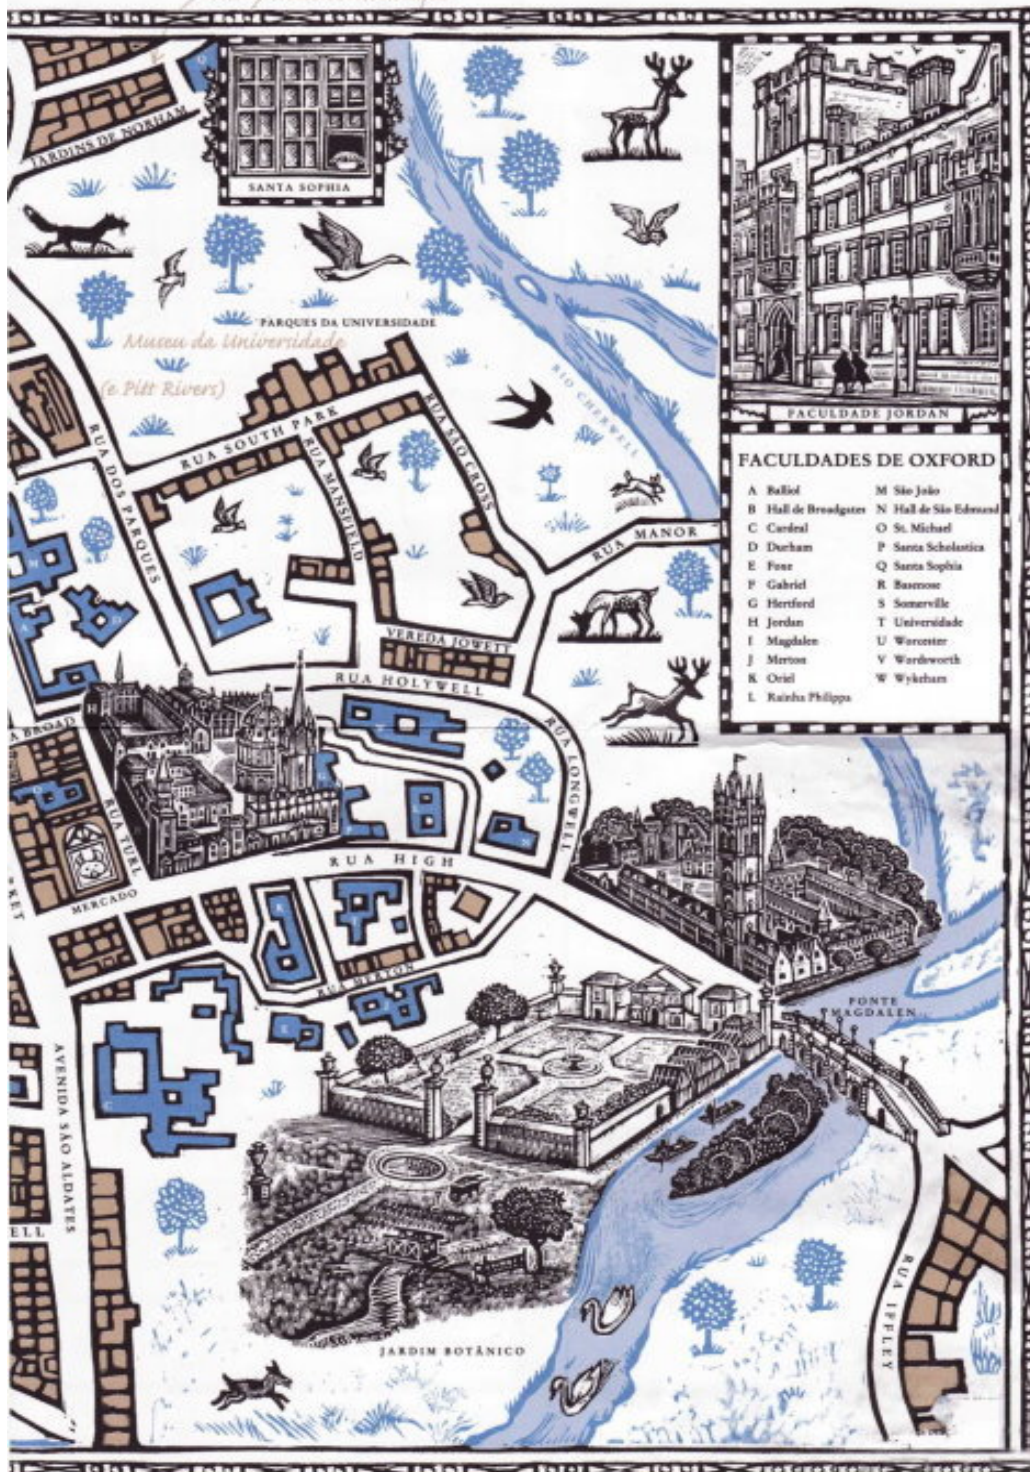 JARDINS DE NORHAM
SANTA SOPHIA
PARQUES DA UNIVERSIDADE
Museu da Universidade
(e Pitt Rivers)
RIO CHERWELL
FACULDADE JORDAN
FACULDADES DE OXFORD
A Balliol
B Hall de Broadgates
C Cardeal
D Durham
E Foxe
F Gabriel
G Hertford
H Jordan
I Magdalen
J Merton
K Oriel
L Rainha Philippa
M São João
N Hall de São Edmund
O St. Michael
P Santa Scholastica
Q Santa Sophia
R Basenose
S Somerville
T Universidade
U Worcester
V Wordsworth
W Wykeham
RUA SOUTH PARK
RUA SÃO CROSS
RUA DOS PARQUES
RUA MANSFIELD
RUA MANOR
VEREDA JOWETT
RUA HOLYWELL
A BROAD
RUA LONGWELL
RUA TURL
RUA HIGH
MERCADO
RKET
RUA MERTON
PONTE
MAGDALEN
AVENIDA SÃO ALDATES
ELL
RUA IFFLEY
JARDIM BOTÂNICO